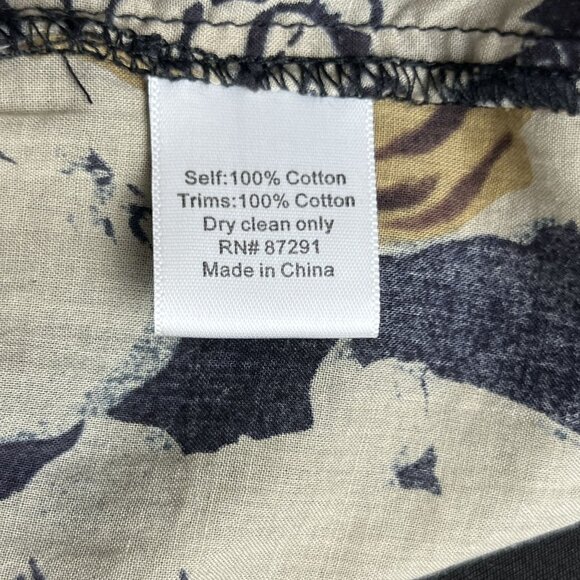 Self:100% Cotton
Trims:100% Cotton
Dry clean only
RN# 87291
Made in China